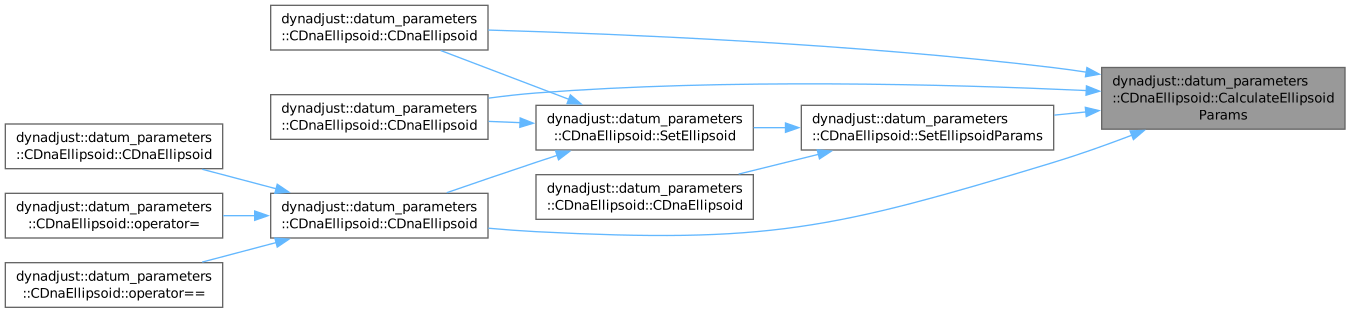 dynadjust::datum_parameters
::CDnaEllipsoid::CDnaEllipsoid
dynadjust::datum_parameters
::CDnaEllipsoid::CalculateEllipsoid
Params
dynadjust::datum_parameters
::CDnaEllipsoid::CDnaEllipsoid
dynadjust::datum_parameters
::CDnaEllipsoid::SetEllipsoid
dynadjust::datum_parameters
::CDnaEllipsoid::SetEllipsoidParams
dynadjust::datum_parameters
::CDnaEllipsoid::CDnaEllipsoid
dynadjust::datum_parameters
::CDnaEllipsoid::CDnaEllipsoid
dynadjust::datum_parameters
::CDnaEllipsoid::operator=
dynadjust::datum_parameters
::CDnaEllipsoid::CDnaEllipsoid
dynadjust::datum_parameters
::CDnaEllipsoid::operator==